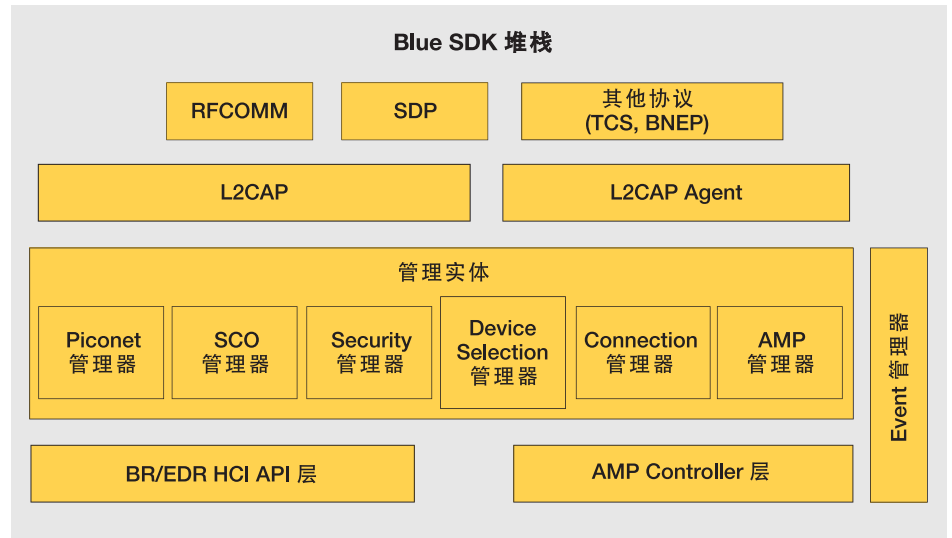 Blue SDK 堆栈
RFCOMM
SDP
其他协议
(TCS, BNEP)
L2CAP
L2CAP Agent
管理实体
Piconet
管理器
SCO
管理器
Security
管理器
Device
Selection
管理器
Connection
管理器
AMP
管理器
Event 管理器
BR/EDR HCI API 层
AMP Controller 层